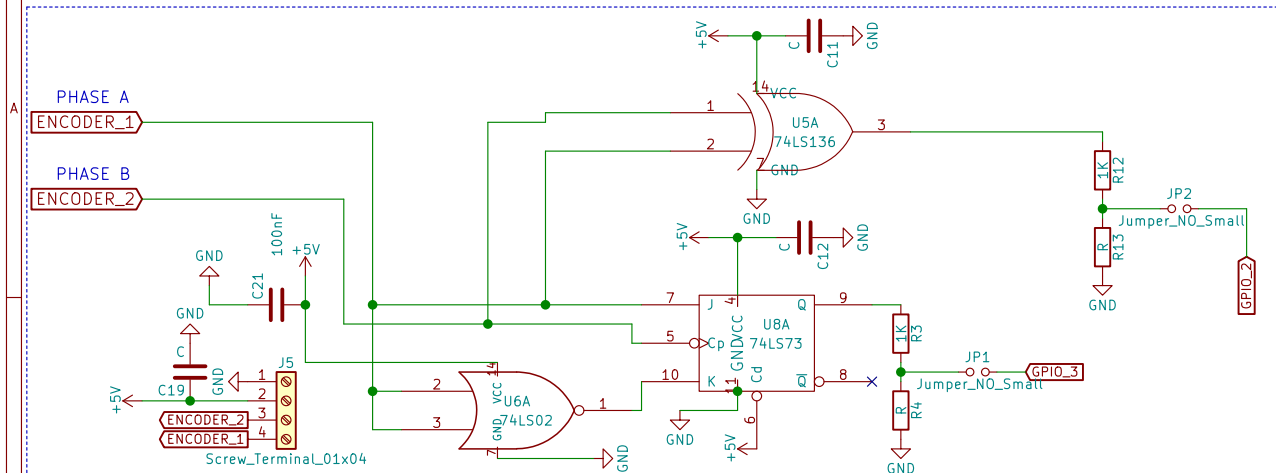 +5V
C
C11
GND
A
PHASE A
ENCODER_1
14
VCC
1
U5A
74LS136
3
2
7
GND
GND
PHASE B
ENCODER_2
1K
R12
JP2
Jumper_NO_Small
R
R13
GND
GPIO_2
100nF
+5V
GND
C21
+5V
C
C12
GND
7
J
4
VCC
Q
9
U8A
74LS73
5
Cp
GND
10
K
11
Cd
Q
8
6
+5V
GND
1K
R3
JP1
GPIO_3
Jumper_NO_Small
R
R4
GND
GND
C
C19
+5V
GND
J5
1
2
3
4
ENCODER_2
ENCODER_1
Screw_Terminal_01x04
14
VCC
2
U6A
74LS02
1
3
GND
7
GND